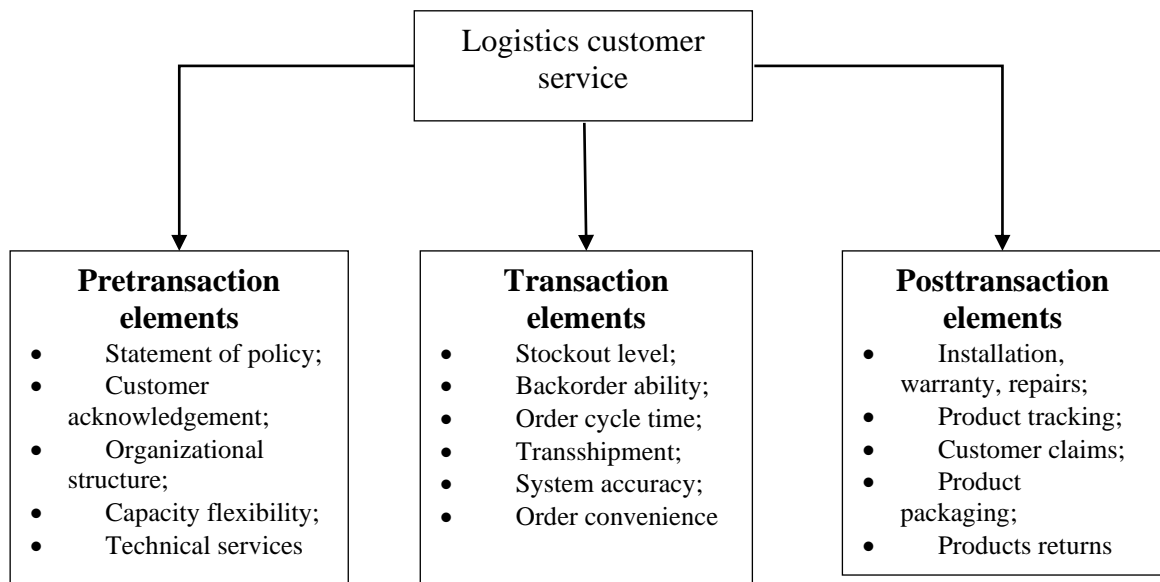 Logistics customer
service
Pretransaction
elements
• Statement of policy;
• Customer
acknowledgement;
• Organizational
structure;
• Capacity flexibility;
• Technical services
Transaction
elements
• Stockout level;
• Backorder ability;
• Order cycle time;
• Transshipment;
• System accuracy;
• Order convenience
Posttransaction
elements
• Installation,
warranty, repairs;
• Product tracking;
• Customer claims;
• Product
packaging;
• Products returns